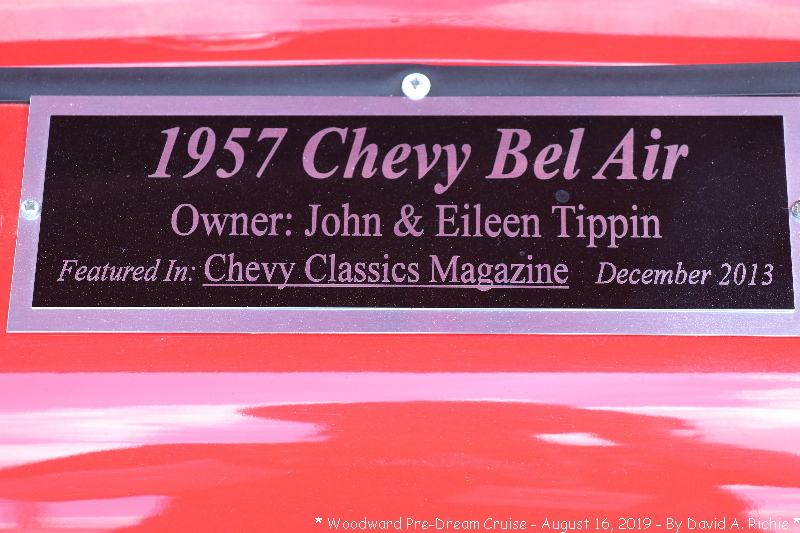 1957 Chevy Bel Air
Owner: John & Eileen Tippin
Featured In: Chevy Classics Magazine December 2013
* Woodward Pre-Dream Cruise - August 16, 2019 - By David A. Richie *